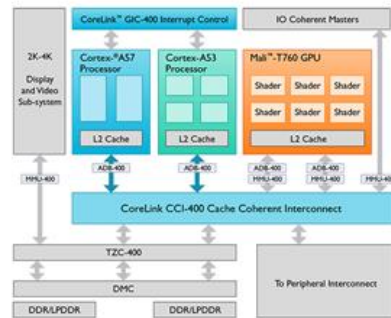 CoreLink™ GIC-400 Interrupt Control
IO Coherent Masters
2K-4K
Display
and
Video
Sub-system
Cortex-®A57
Processor
L2 Cache
Cortex-A53
Processor
L2 Cache
Mali™-T760 GPU
Shader
Shader
Shader
Shader
Shader
Shader
L2 Cache
MMU-400
ADB-400
ADB-400
ADB-400
MMU-400
ADB-400
MMU-400
MMU-400
CoreLink CCI-400 Cache Coherent Interconnect
TZC-400
DMC
DDR/LPDDR
DDR/LPDDR
To Peripheral Interconnect